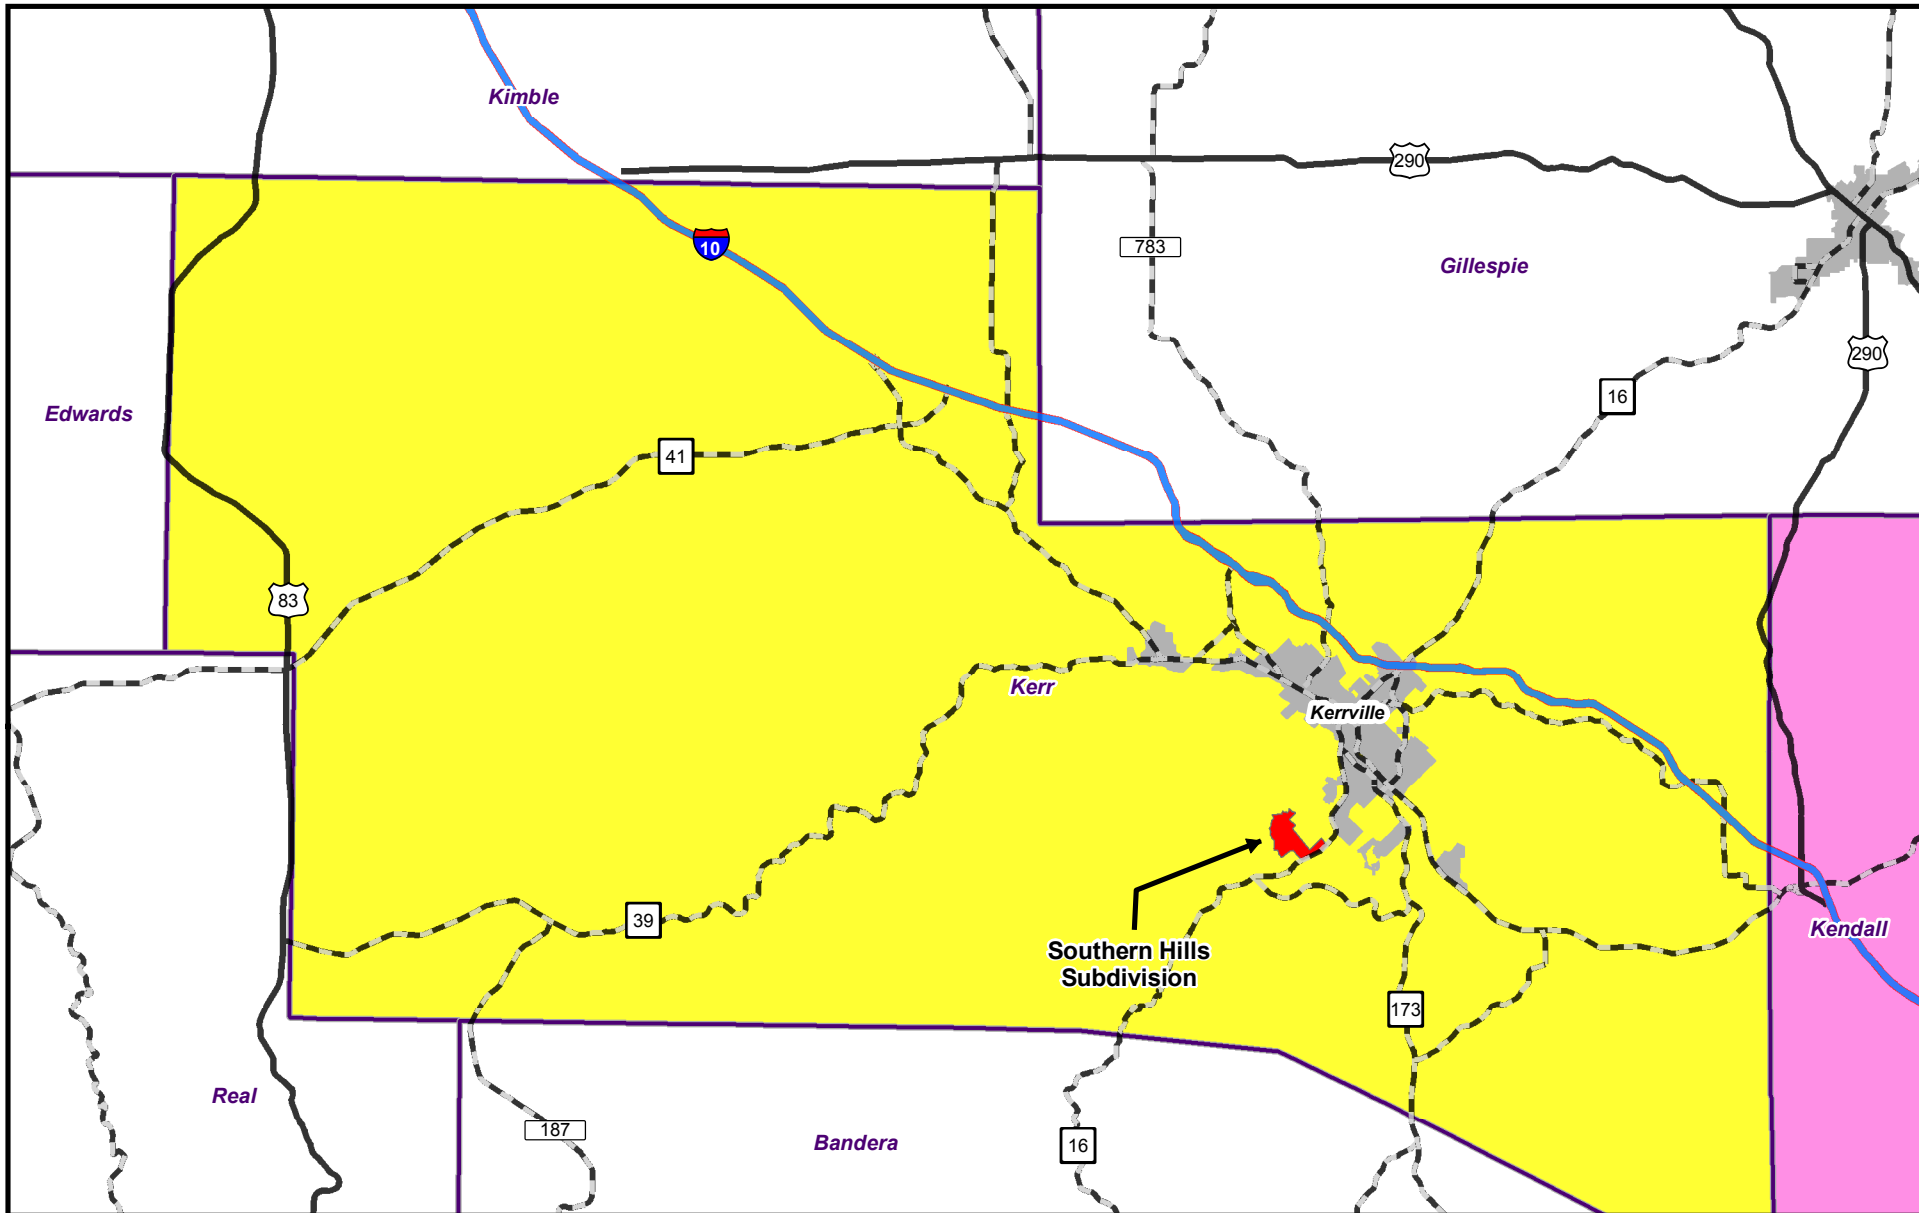 Kimble
290
783
10
Gillespie
290
16
Edwards
41
83
Kerr
Kerrville
39
Kendall
Southern Hills
Subdivision
173
Real
187
Bandera
16